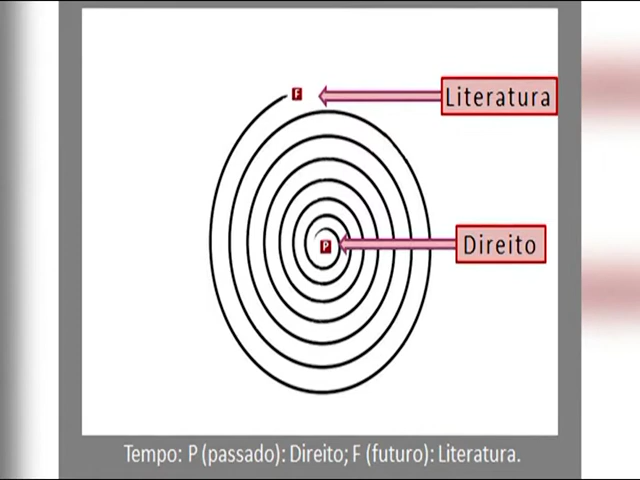 F
Literatura
P
Direito
Tempo: P (passado): Direito; F (futuro): Literatura.